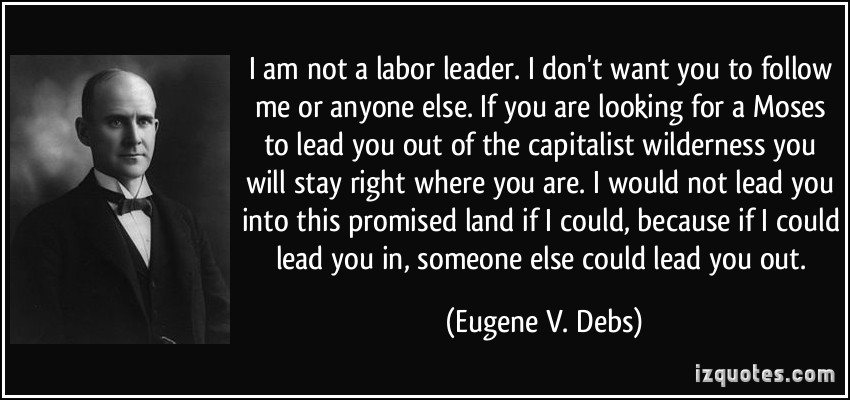 I am not a labor leader. I don't want you to follow
me or anyone else. If you are looking for a Moses
to lead you out of the capitalist wilderness you
will stay right where you are. I would not lead you
into this promised land if I could, because if I could
lead you in, someone else could lead you out.
(Eugene V. Debs)
izquotes.com